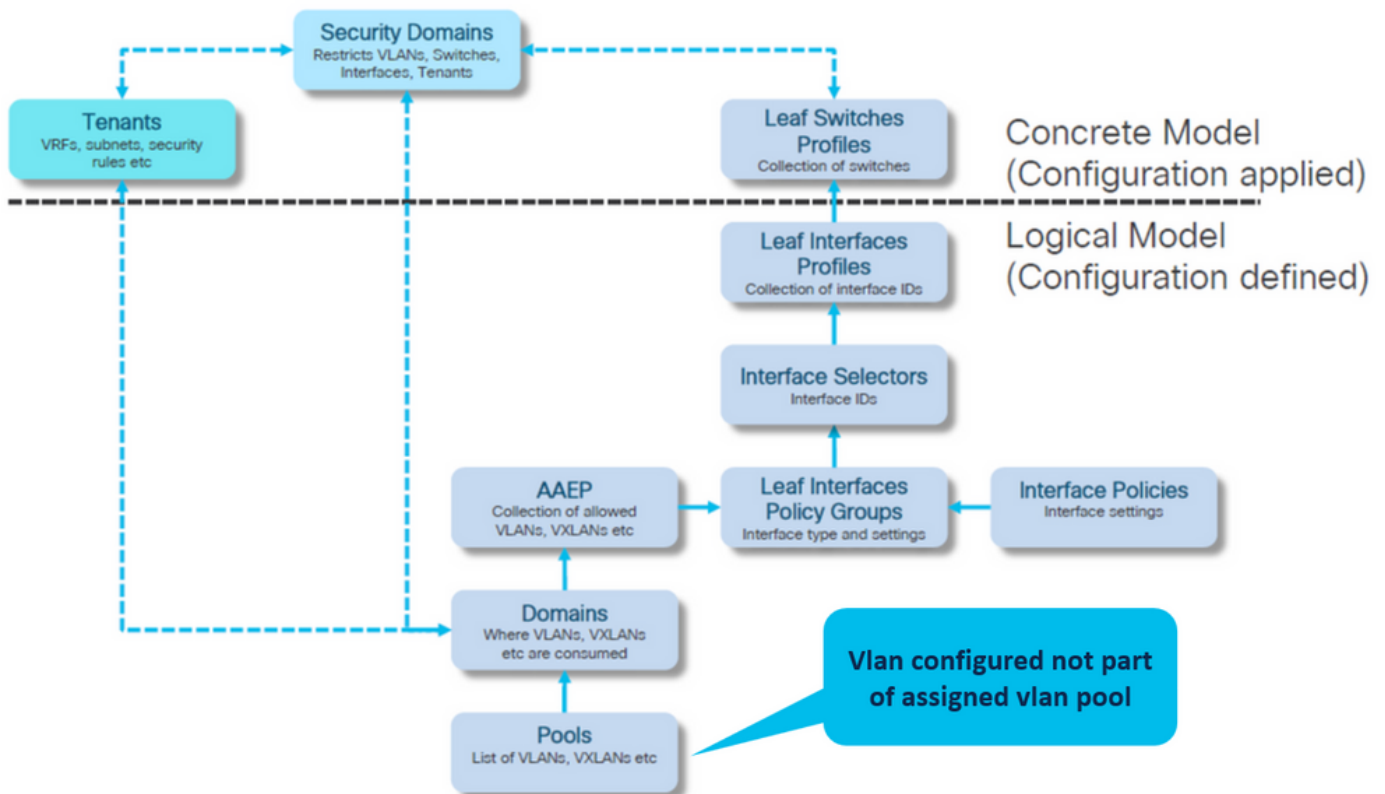 Security Domains
Restricts VLANs, Switches,
Interfaces, Tenants
Tenants
VRFs, subnets, security
rules etc
Leaf Switches
Profiles
Collection of switches
Concrete Model
(Configuration applied)
Logical Model
(Configuration defined)
Leaf Interfaces
Profiles
Collection of interface IDs
Interface Selectors
Interface IDs
AAEP
Collection of allowed
VLANs, VXLANs etc
Leaf Interfaces
Policy Groups
Interface type and settings
Interface Policies
Interface settings
Domains
Where VLANs, VXLANs
etc are consumed
Vlan configured not part
of assigned vlan pool
Pools
List of VLANs, VXLANs etc